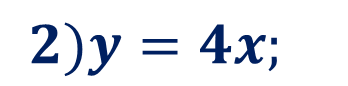 2)y = 4x;